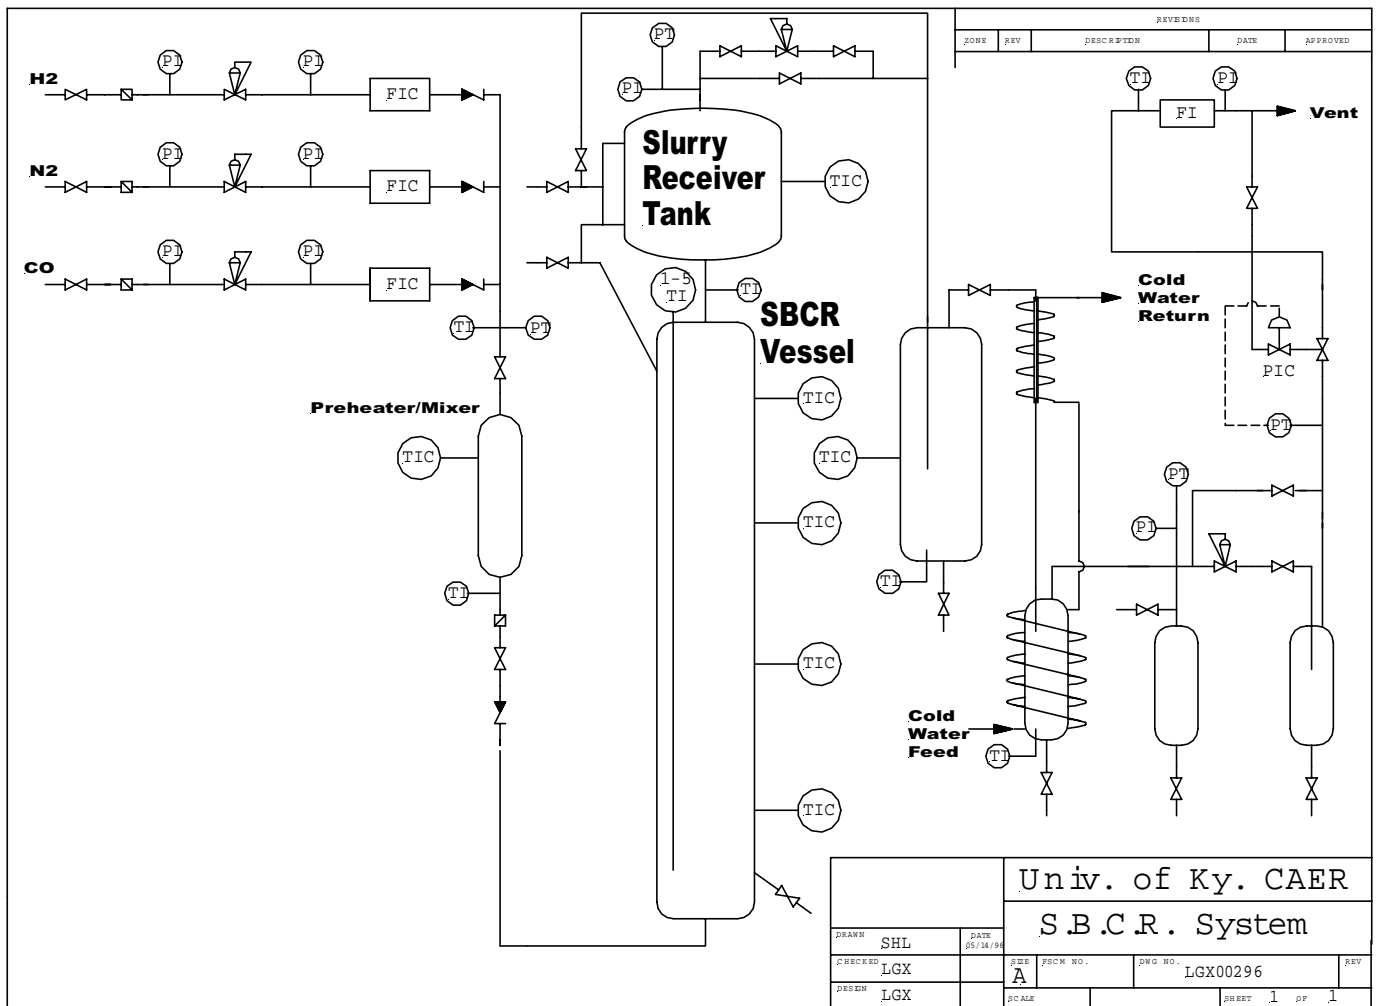 REVISIONS
ZONE REV DESCRIPTION DATE APPROVED
H2 PI PI FIC
N2 PI PI FIC
CO PI PI FIC
TI PT
Preheater/Mixer
TIC
TI
PT
PI
Slurry
Receiver
Tank
TIC
1-5
TI
TI
SBCR
Vessel
TIC
TIC
TIC
TIC
TIC
TI
Cold
Water
Return
Cold
Water
Feed
TI
TI PI
FI
Vent
PIC
PT
PT
PI
Univ. of Ky. CAER
S.B.C.R. System
DRAWN SHL DATE 05/14/96
CHECKED LGX
DESIGN LGX
SIZE A FSCM NO. DWG NO. LGX00296 REV
SCALE SHEET 1 OF 1